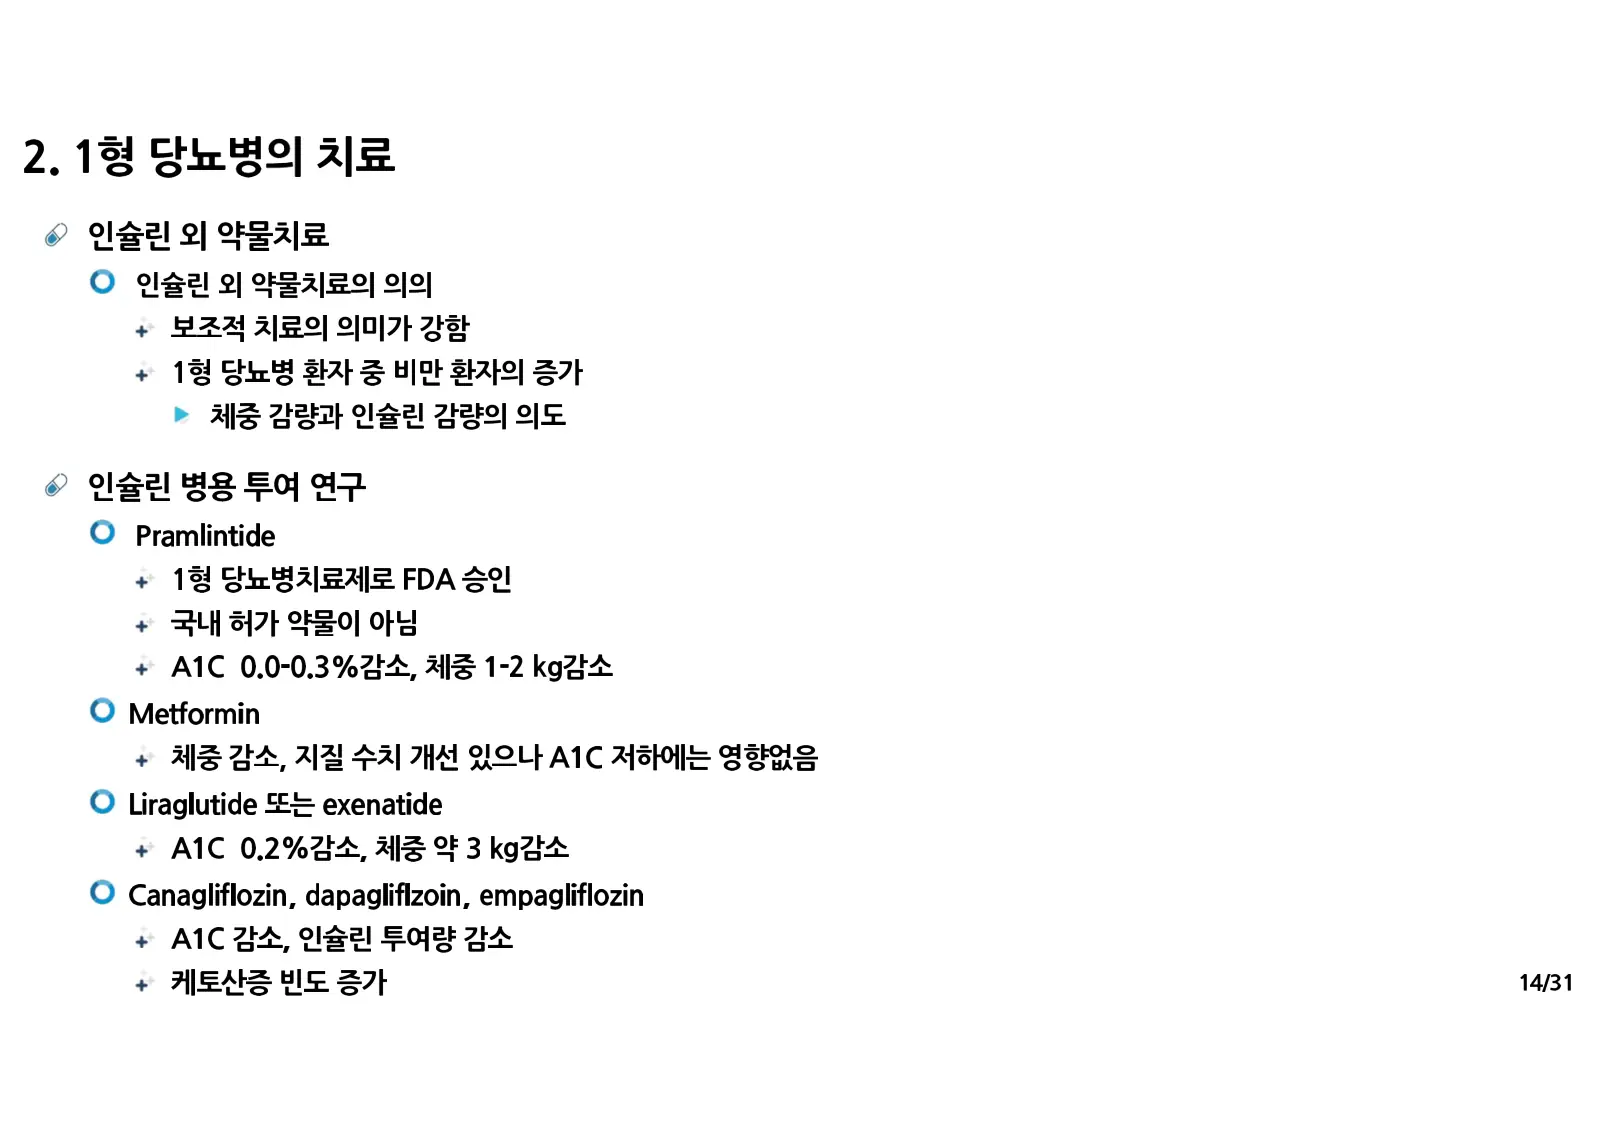 2. 1형 당뇨병의 치료
인슐린 외 약물치료
인슐린 외 약물치료의 의의
보조적 치료의 의미가 강함
1형 당뇨병 환자 중 비만 환자의 증가
체중 감량과 인슐린 감량의 의도
인슐린 병용 투여 연구
Pramlintide
1형 당뇨병치료제로 FDA 승인
국내 허가 약물이 아님
A1C 0.0-0.3%감소, 체중 1-2 kg감소
Metformin
체중 감소, 지질 수치 개선 있으나 A1C 저하에는 영향없음
Liraglutide 또는 exenatide
A1C 0.2%감소, 체중 약 3 kg감소
Canagliflozin, dapagliflzoin, empagliflozin
A1C 감소, 인슐린 투여량 감소
케토산증 빈도 증가
14/31